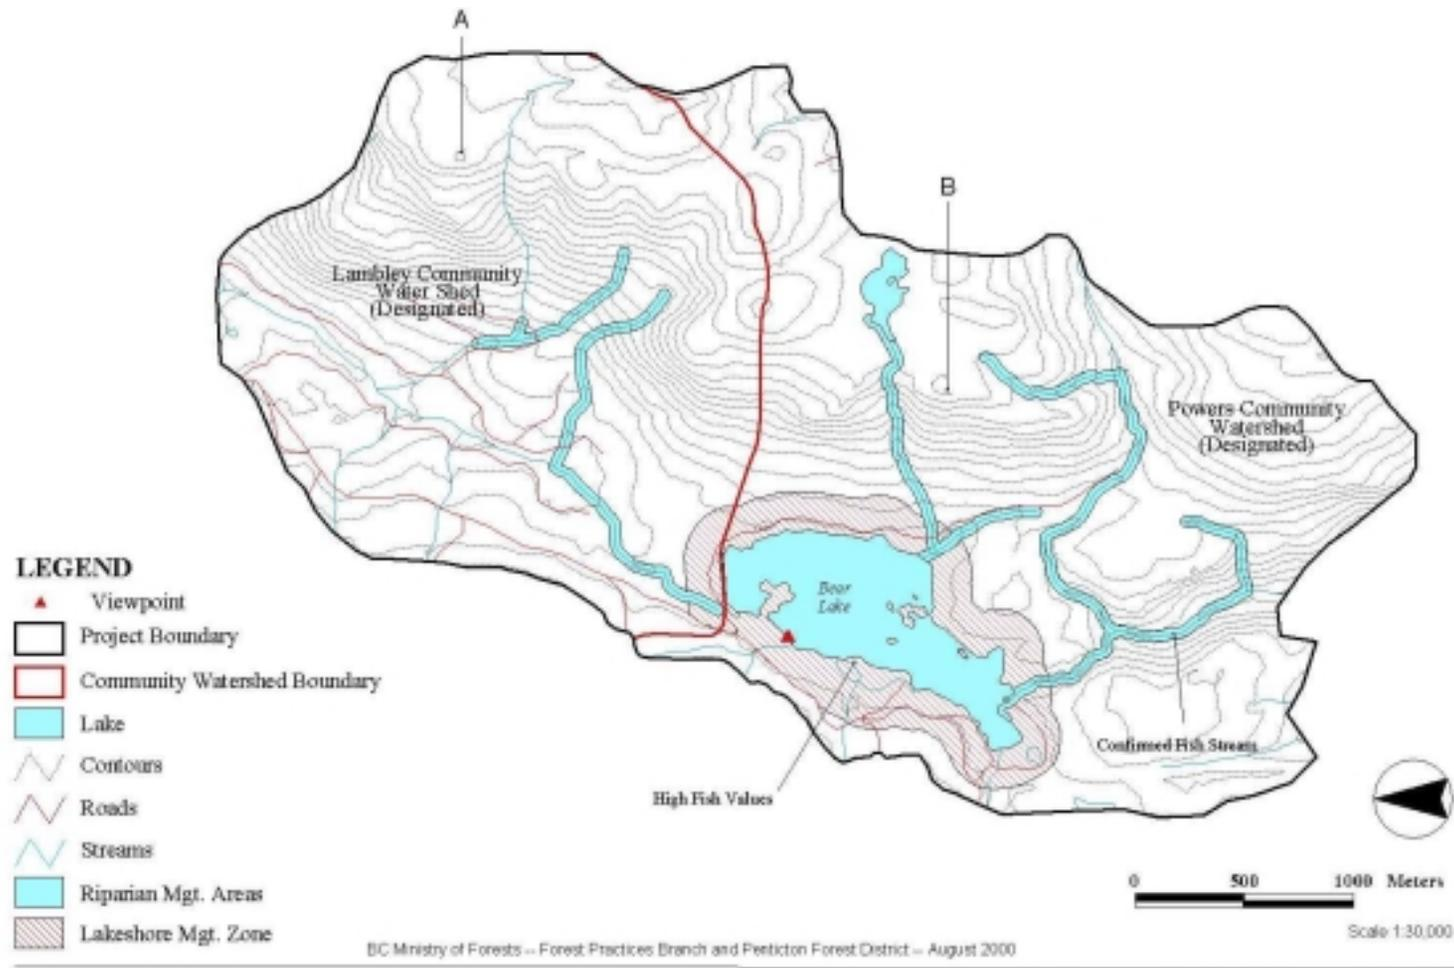 A
B
Lambley Community
Water Shed
(Designated)
Powers Community
Watershed
(Designated)
Bear
Lake
Confirmed Fish Stream
High Fish Values
LEGEND
Viewpoint
Project Boundary
Community Watershed Boundary
Lake
Contours
Roads
Streams
Riparian Mgt. Areas
Lakeshore Mgt. Zone
0 500 1000 Meters
Scale 1:30,000
BC Ministry of Forests -- Forest Practices Branch and Penticton Forest District -- August 2000